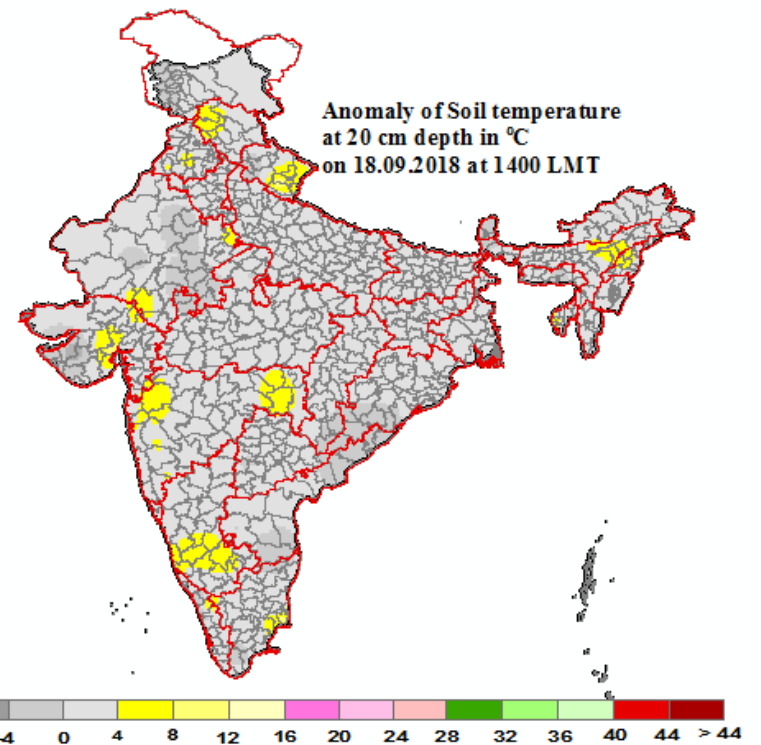 Anomaly of Soil temperature
at 20 cm depth in ⁰C
on 18.09.2018 at 1400 LMT
-4 0 4 8 12 16 20 24 28 32 36 40 44 > 44